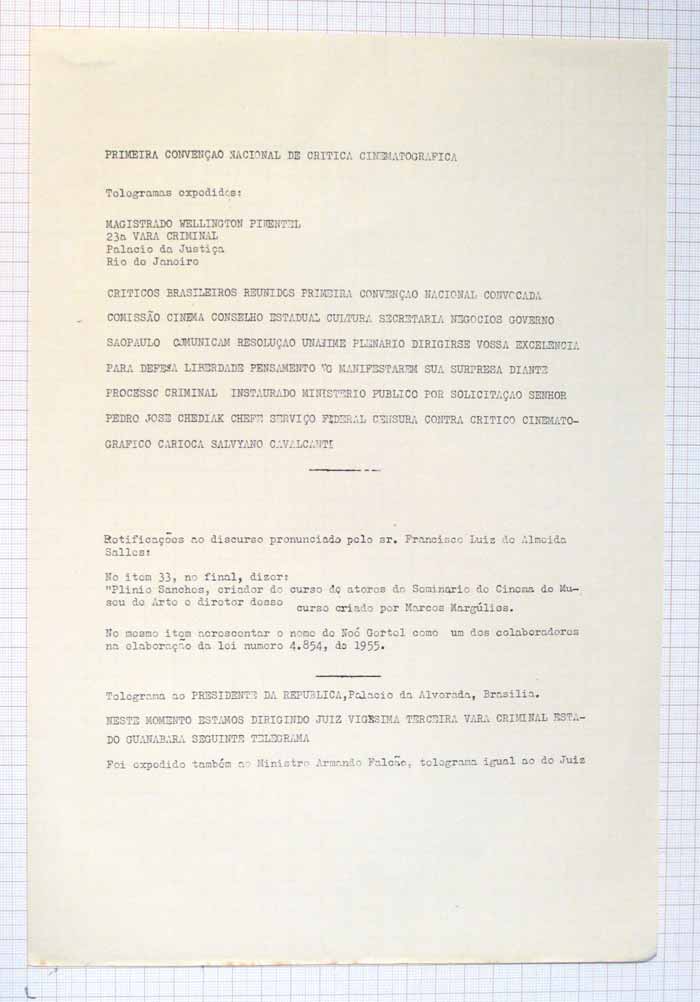 PRIMEIRA CONVENÇAO NACIONAL DE CRITICA CINEMATOGRAFICA
Telegramas expedidos:
MAGISTRADO WELLINGTON PIMENTEL
23a VARA CRIMINAL
Palacio da Justiça
Rio de Janeiro
CRITICOS BRASILEIROS REUNIDOS PRIMEIRA CONVENÇAO NACIONAL CONVOCADA
COMISSÃO CINEMA CONSELHO ESTADUAL CULTURA SECRETARIA NEGOCIOS GOVERNO
SAOPAULO COMUNICAM RESOLUÇAO UNANIME PLENARIO DIRIGIRSE VOSSA EXCELENCIA
PARA DEFESA LIBERDADE PENSAMENTO MANIFESTAREM SUA SURPRESA DIANTE
PROCESSO CRIMINAL INSTAURADO MINISTERIO PUBLICO POR SOLICITAÇAO SENHOR
PEDRO JOSE CHEDIAK CHEFE SERVIÇO FEDERAL CENSURA CONTRA CRITICO CINEMATO-
GRAFICO CARIOCA SALVYANO CAVALCANTI
Retificações ao discurso pronunciado pelo sr. Francisco Luiz de Almeida
Salles:
No item 33, no final, dizer:
"Plinio Sanches, criador do curso de atores do Seminario de Cinema do Mu-
seu de Arte e diretor desse curso criado por Marcos Margúlies.
No mesmo item acrescentar o nome de Noé Gertel como um dos colaboradores
na elaboração da lei numero 4.854, de 1955.
Telegrama ao PRESIDENTE DA REPUBLICA,Palacio da Alvorada, Brasilia.
NESTE MOMENTO ESTAMOS DIRIGINDO JUIZ VIGESIMA TERCEIRA VARA CRIMINAL ESTA-
DO GUANABARA SEGUINTE TELEGRAMA
Foi expedido também ao Ministro Armando Falcão, telegrama igual ao do Juiz